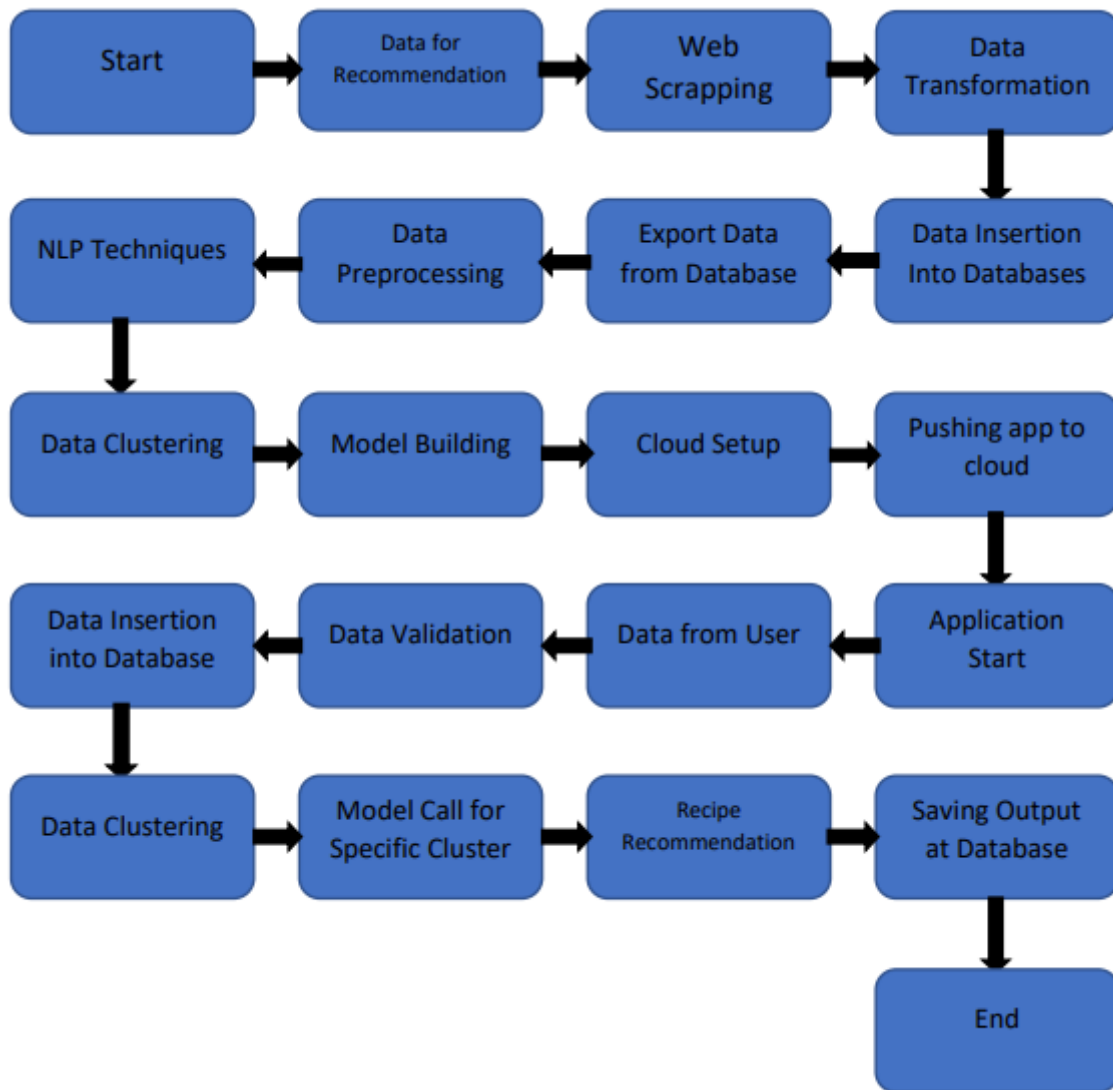 Start
Data for
Recommendation
Web
Scrapping
Data
Transformation
Data Insertion
Into Databases
Export Data
from Database
Data
Preprocessing
NLP Techniques
Data Clustering
Model Building
Cloud Setup
Pushing app to
cloud
Application
Start
Data from User
Data Validation
Data Insertion
into Database
Data Clustering
Model Call for
Specific Cluster
Recipe
Recommendation
Saving Output
at Database
End